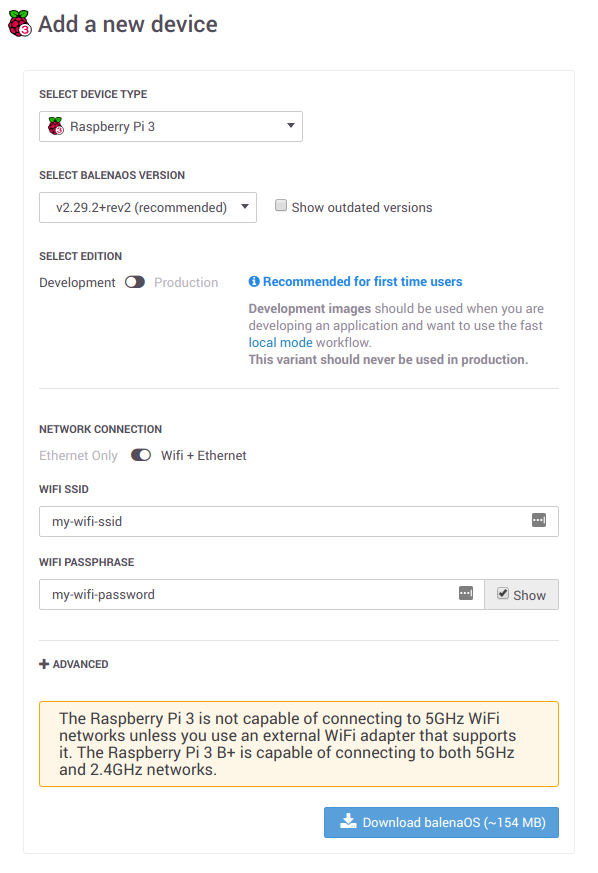 Add a new device
SELECT DEVICE TYPE
Raspberry Pi 3
SELECT BALENAOS VERSION
v2.29.2+rev2 (recommended)
Show outdated versions
SELECT EDITION
Development Production
Recommended for first time users
Development images should be used when you are
developing an application and want to use the fast
local mode workflow.
This variant should never be used in production.
NETWORK CONNECTION
Ethernet Only Wifi + Ethernet
WIFI SSID
my-wifi-ssid
WIFI PASSPHRASE
my-wifi-password
Show
ADVANCED
The Raspberry Pi 3 is not capable of connecting to 5GHz WiFi
networks unless you use an external WiFi adapter that supports
it. The Raspberry Pi 3 B+ is capable of connecting to both 5GHz
and 2.4GHz networks.
Download balenaOS (~154 MB)